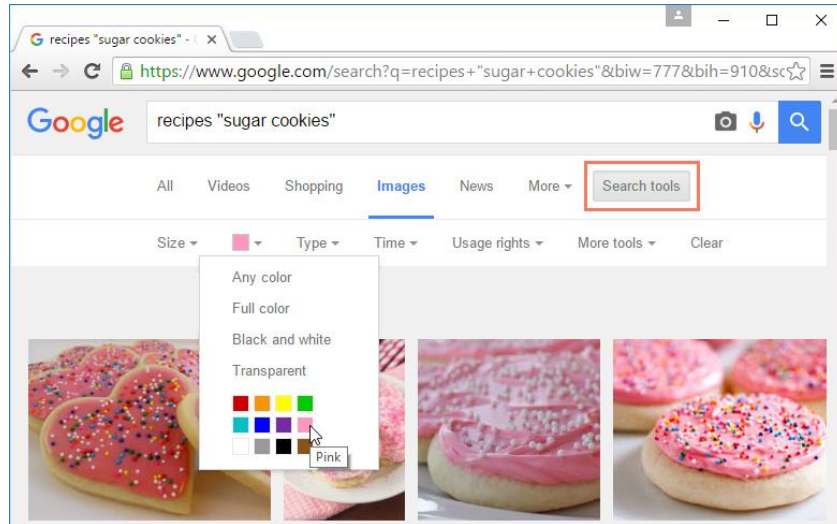 recipes "sugar cookies" - 
https://www.google.com/search?q=recipes+"sugar+cookies"&biw=777&bih=910&sc
Google recipes "sugar cookies"
All Videos Shopping Images News More Search tools
Size Type Time Usage rights More tools Clear
Any color
Full color
Black and white
Transparent
Pink